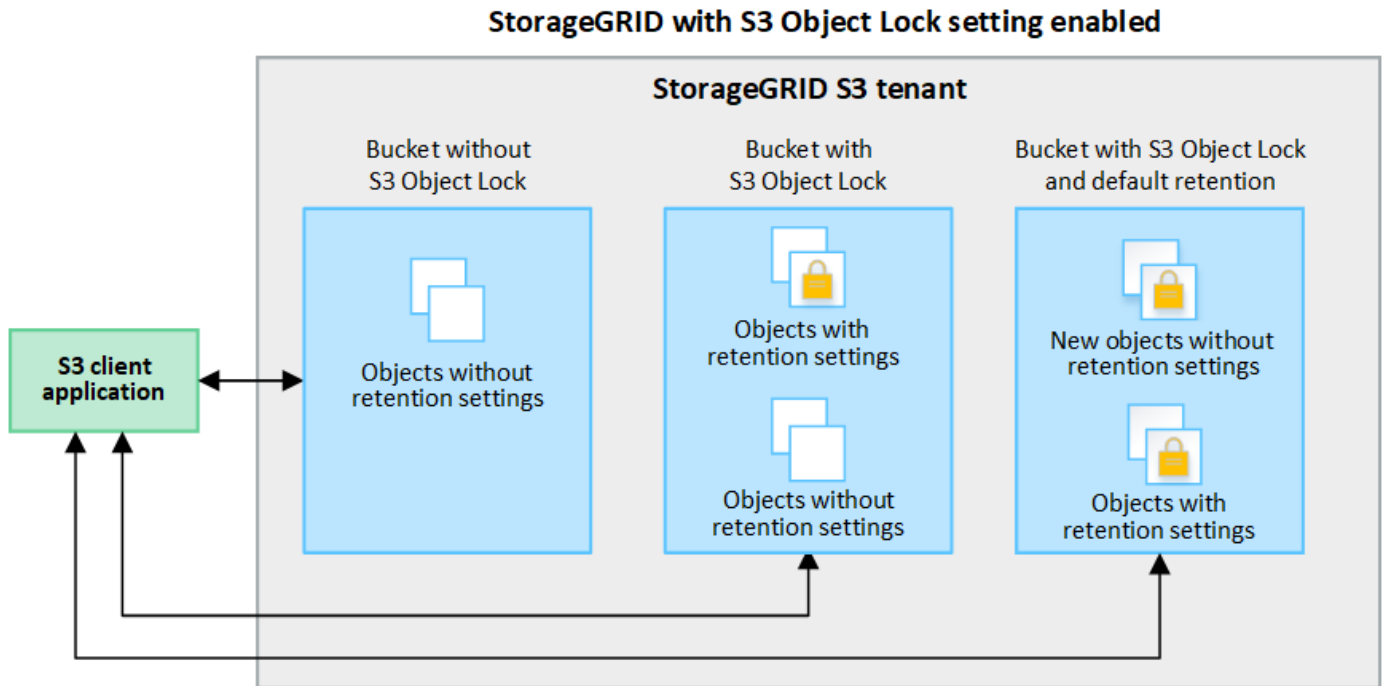 StorageGRID with S3 Object Lock setting enabled
StorageGRID S3 tenant
Bucket without
S3 Object Lock
Bucket with
S3 Object Lock
Bucket with S3 Object Lock
and default retention
S3 client
application
Objects without
retention settings
Objects with
retention settings
Objects without
retention settings
New objects without
retention settings
Objects with
retention settings